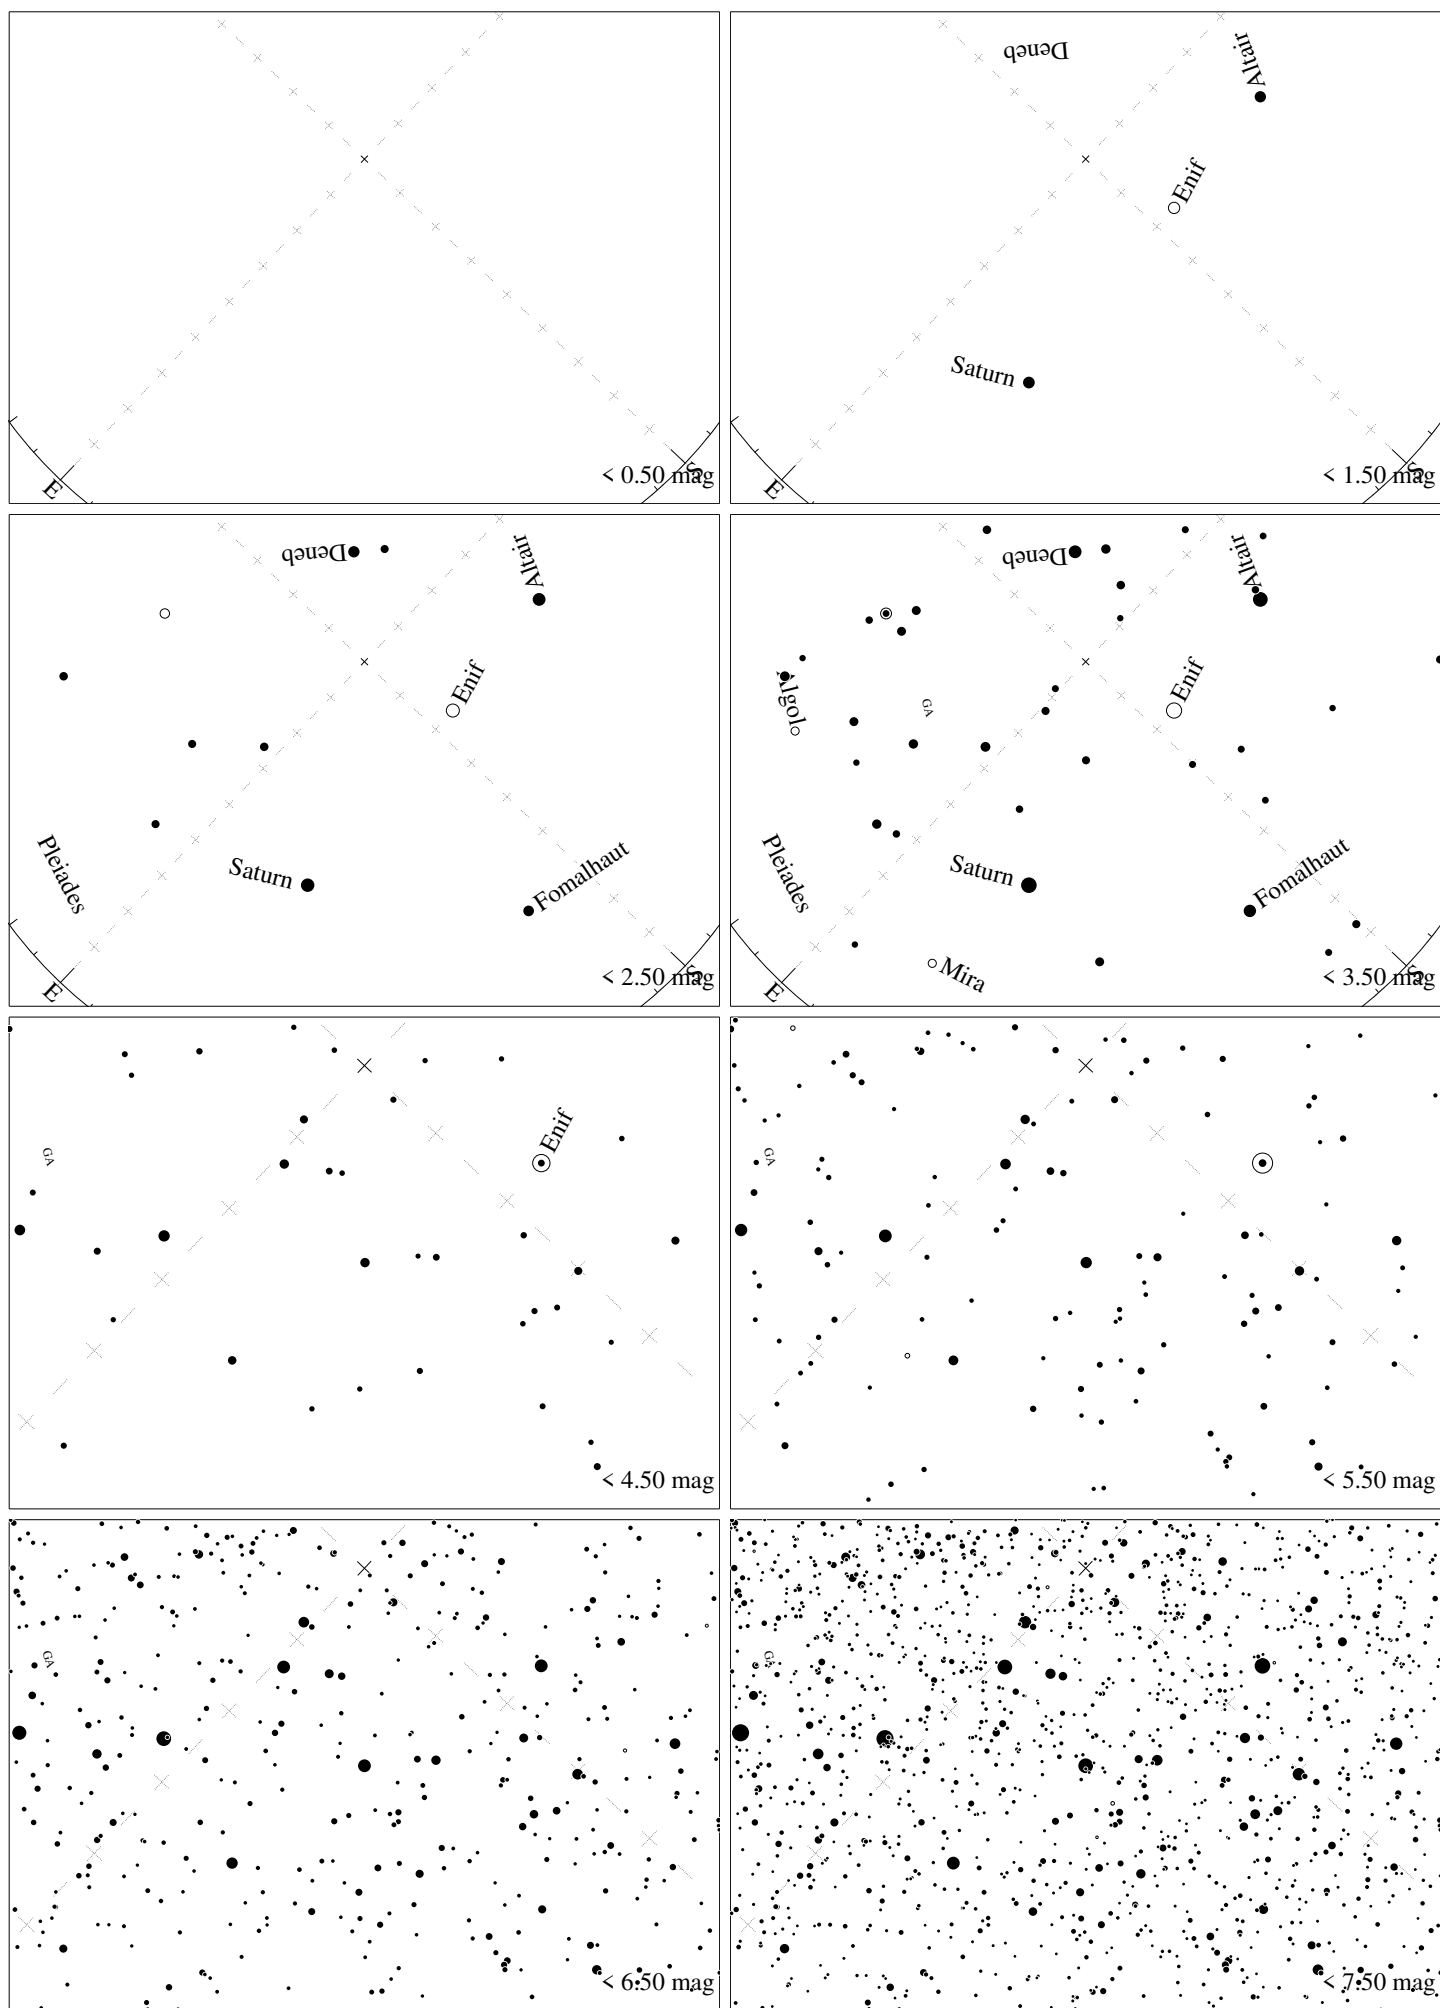 E
S
< 0.50 mag
Deneb
Altair
Enif
Saturn
E
S
< 1.50 mag
Deneb
Altair
Enif
Pleiades
Saturn
Fomalhaut
E
S
< 2.50 mag
Deneb
Altair
Algol
GA
Enif
Pleiades
Saturn
Fomalhaut
Mira
E
S
< 3.50 mag
Enif
GA
< 4.50 mag
GA
< 5.50 mag
GA
< 6.50 mag
GA
< 7.50 mag